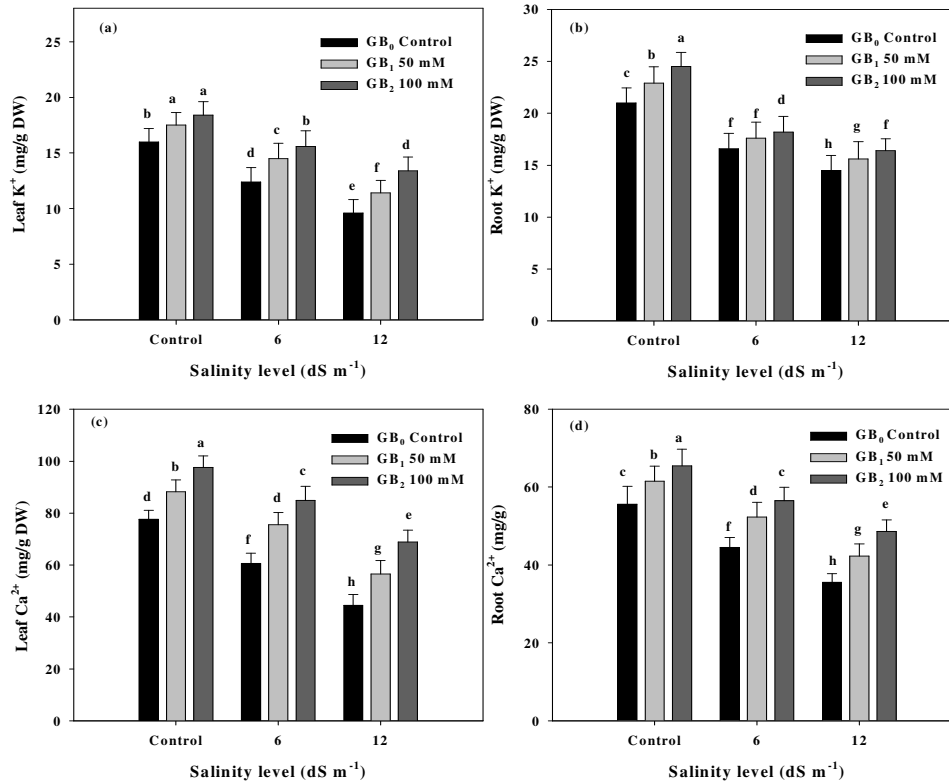 (a)
GB₀ Control
GB₁ 50 mM
GB₂ 100 mM
Leaf K⁺ (mg/g DW)
25
20
15
10
5
0
b a a
d c b
e f d
Control 6 12
Salinity level (dS m⁻¹)
(b)
GB₀ Control
GB₁ 50 mM
GB₂ 100 mM
Root K⁺ (mg/g DW)
30
25
20
15
10
5
0
c b a
f f d
h g f
Control 6 12
Salinity level (dS m⁻¹)
(c)
GB₀ Control
GB₁ 50 mM
GB₂ 100 mM
Leaf Ca²⁺ (mg/g DW)
120
100
80
60
40
20
0
d b a
f d c
h g e
Control 6 12
Salinity level (dS m⁻¹)
(d)
GB₀ Control
GB₁ 50 mM
GB₂ 100 mM
Root Ca²⁺ (mg/g)
80
60
40
20
0
c b a
f d c
h g e
Control 6 12
Salinity level (dS m⁻¹)